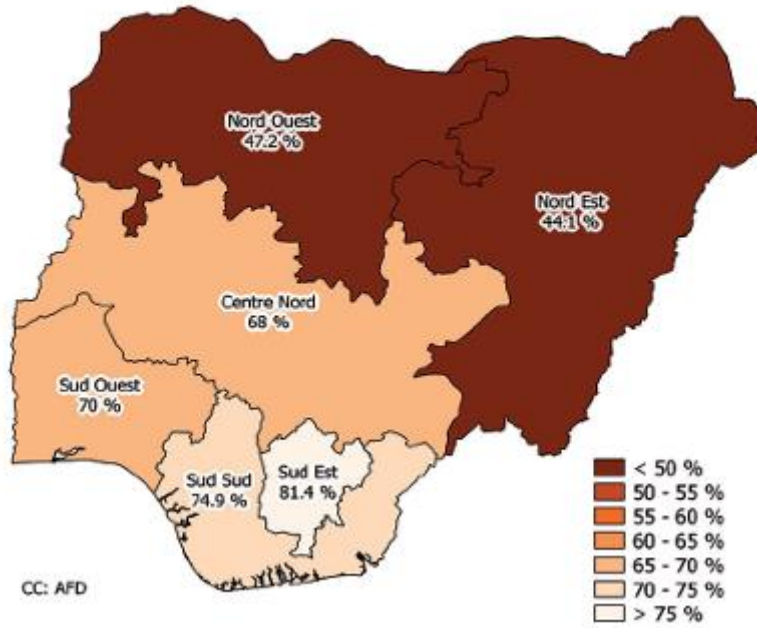 Nord Ouest
47.2 %
Nord Est
44.1 %
Centre Nord
68 %
Sud Ouest
70 %
Sud Sud
74.9 %
Sud Est
81.4 %
< 50 %
50 - 55 %
55 - 60 %
60 - 65 %
65 - 70 %
70 - 75 %
> 75 %
CC: AFD